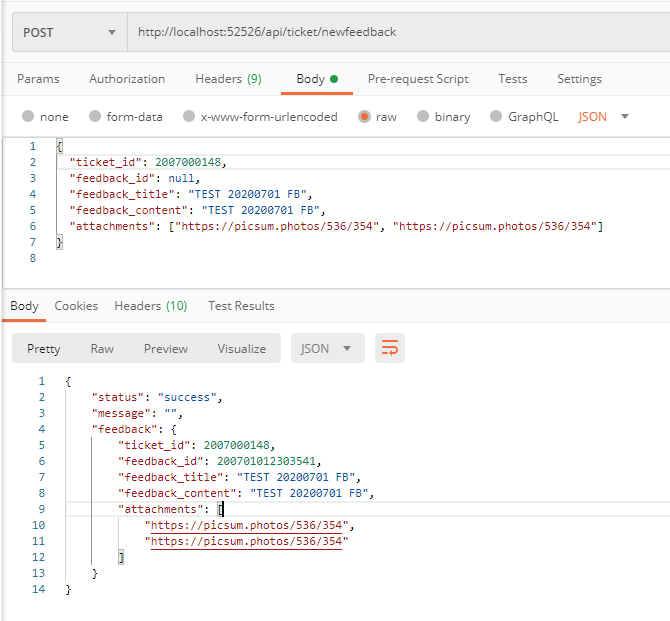 POST http://localhost:52526/api/ticket/newfeedback
Params Authorization Headers (9) Body Pre-request Script Tests Settings
none form-data x-www-form-urlencoded raw binary GraphQL JSON
1 {
2 "ticket_id": 2007000148,
3 "feedback_id": null,
4 "feedback_title": "TEST 20200701 FB",
5 "feedback_content": "TEST 20200701 FB",
6 "attachments": ["https://picsum.photos/536/354", "https://picsum.photos/536/354"]
7 }
8
Body Cookies Headers (10) Test Results
Pretty Raw Preview Visualize JSON
1 {
2 "status": "success",
3 "message": "",
4 "feedback": {
5 "ticket_id": 2007000148,
6 "feedback_id": 200701012303541,
7 "feedback_title": "TEST 20200701 FB",
8 "feedback_content": "TEST 20200701 FB",
9 "attachments": [
10 "https://picsum.photos/536/354",
11 "https://picsum.photos/536/354"
12 ]
13 }
14 }